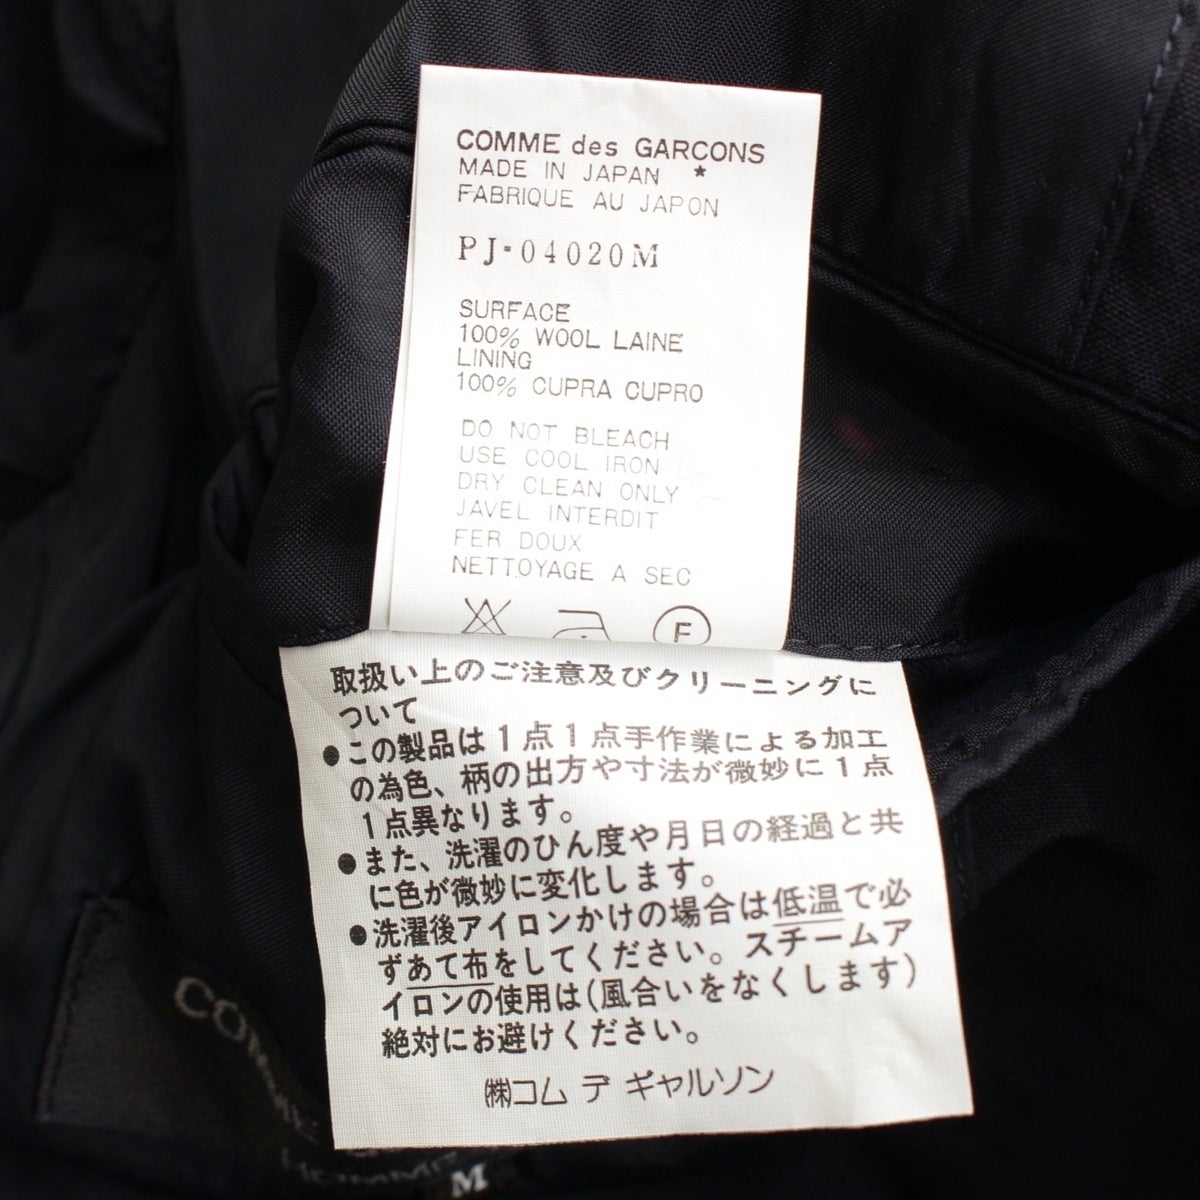 COMME des GARCONS
MADE IN JAPAN *
FABRIQUE AU JAPON
PJ-04020M
SURFACE
100% WOOL LAINE
LINING
100% CUPRA CUPRO
DO NOT BLEACH
USE COOL IRON
DRY CLEAN ONLY
JAVEL INTERDIT
FER DOUX
NETTOYAGE A SEC
F
取扱い上のご注意及びクリーニングに
ついて
●この製品は1点1点手作業による加工
の為色、柄の出方や寸法が微妙に1点
1点異なります。
●また、洗濯のひん度や月日の経過と共
に色が微妙に変化します。
●洗濯後アイロンかけの場合は低温で必
ずあて布をしてください。スチームア
イロンの使用は(風合いをなくします)
絶対にお避けください。
㈱コム デ ギャルソン
HOMME
M